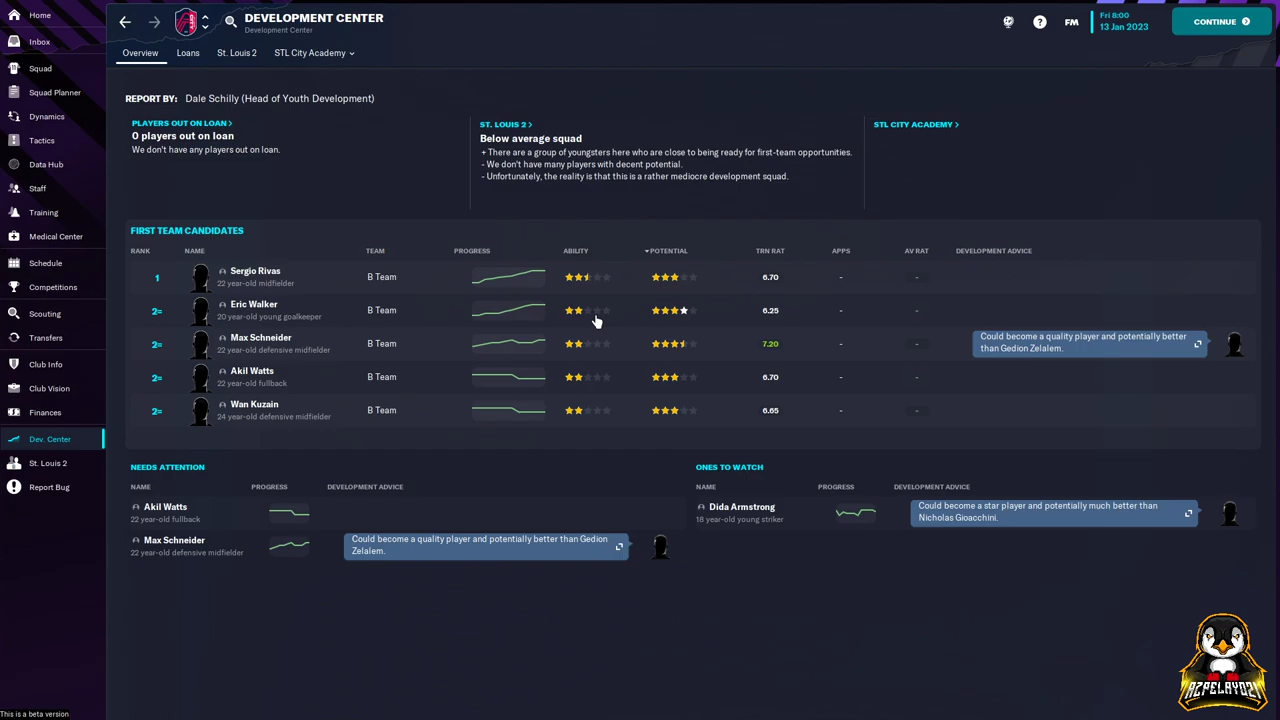 Home
Inbox
Squad
Squad Planner
Dynamics
Tactics
Data Hub
Staff
Training
Medical Center
Schedule
Competitions
Scouting
Transfers
Club Info
Club Vision
Finances
Dev. Center
St. Louis 2
Report Bug
This is a beta version
DEVELOPMENT CENTER
Development Center
FM
Fri 8:00
13 Jan 2023
CONTINUE
Overview Loans St. Louis 2 STL City Academy
REPORT BY: Dale Schilly (Head of Youth Development)
PLAYERS OUT ON LOAN >
0 players out on loan
We don't have any players out on loan.
ST. LOUIS 2 >
Below average squad
+ There are a group of youngsters here who are close to being ready for first-team opportunities.
- We don't have many players with decent potential.
- Unfortunately, the reality is that this is a rather mediocre development squad.
STL CITY ACADEMY >
FIRST TEAM CANDIDATES
RANK NAME TEAM PROGRESS ABILITY POTENTIAL TRN RAT APPS AV RAT DEVELOPMENT ADVICE
1 Sergio Rivas B Team 6.70 - -
22 year-old midfielder
2= Eric Walker B Team 6.25 - -
20 year-old young goalkeeper
2= Max Schneider B Team 7.20 - -
22 year-old defensive midfielder
Could become a quality player and potentially better
than Gedion Zelalem.
2= Akil Watts B Team 6.70 - -
22 year-old fullback
2= Wan Kuzain B Team 6.65 - -
24 year-old defensive midfielder
NEEDS ATTENTION
NAME PROGRESS DEVELOPMENT ADVICE
Akil Watts
22 year-old fullback
Max Schneider
22 year-old defensive midfielder
Could become a quality player and potentially better than Gedion
Zelalem.
ONES TO WATCH
NAME PROGRESS DEVELOPMENT ADVICE
Dida Armstrong
18 year-old young striker
Could become a star player and potentially much better than
Nicholas Gioacchini.
AZPELAYO21